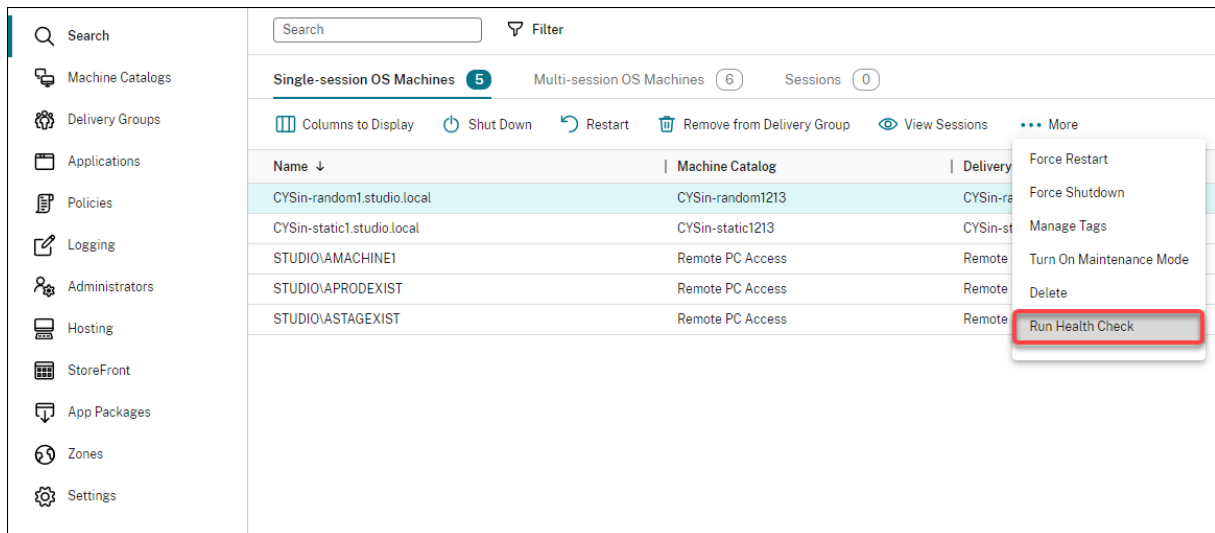 Search
Machine Catalogs
Delivery Groups
Applications
Policies
Logging
Administrators
Hosting
StoreFront
App Packages
Zones
Settings
Search Filter
Single-session OS Machines 5 Multi-session OS Machines 6 Sessions 0
Columns to Display Shut Down Restart Remove from Delivery Group View Sessions ••• More
Name ↓ | Machine Catalog | Delivery
CYSin-random1.studio.local CYSin-random1213 CYSin-ra
CYSin-static1.studio.local CYSin-static1213 CYSin-st
STUDIO\AMACHINE1 Remote PC Access Remote
STUDIO\APRODEXIST Remote PC Access Remote
STUDIO\ASTAGEXIST Remote PC Access Remote
Force Restart
Force Shutdown
Manage Tags
Turn On Maintenance Mode
Delete
Run Health Check